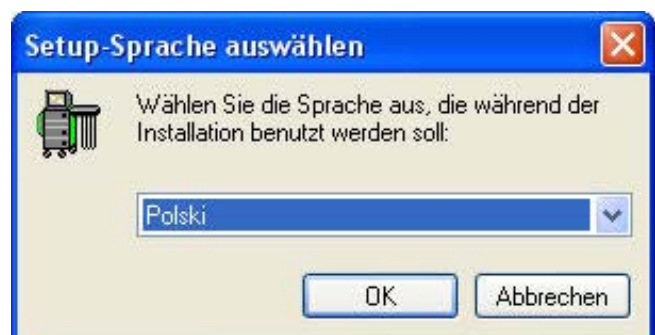 Setup-Sprache auswählen
Wählen Sie die Sprache aus, die während der
Installation benutzt werden soll:
Polski
OK
Abbrechen